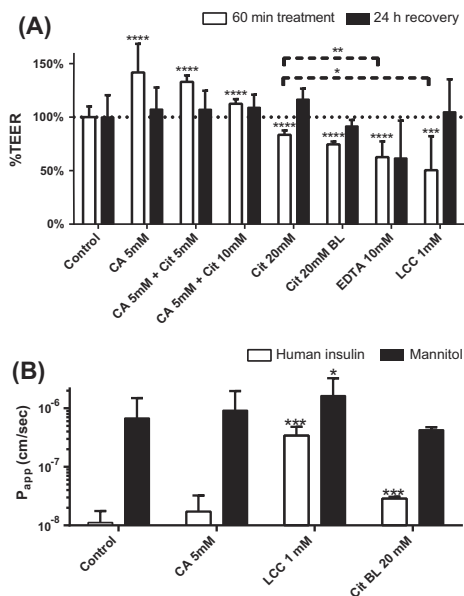 (A)
60 min treatment 24 h recovery
**
*
**** **** **** **** **** ***
150%
100%
50%
0%
%TEER
Control
CA 5mM
CA 5mM + Cit 5mM
CA 5mM + Cit 10mM
Cit 20mM
Cit 20mM BL
EDTA 10mM
LCC 1mM
(B)
Human insulin Mannitol
*** * ***
10-6
10-7
10-8
Papp (cm/sec)
Control
CA 5mM
LCC 1 mM
Cit BL 20 mM